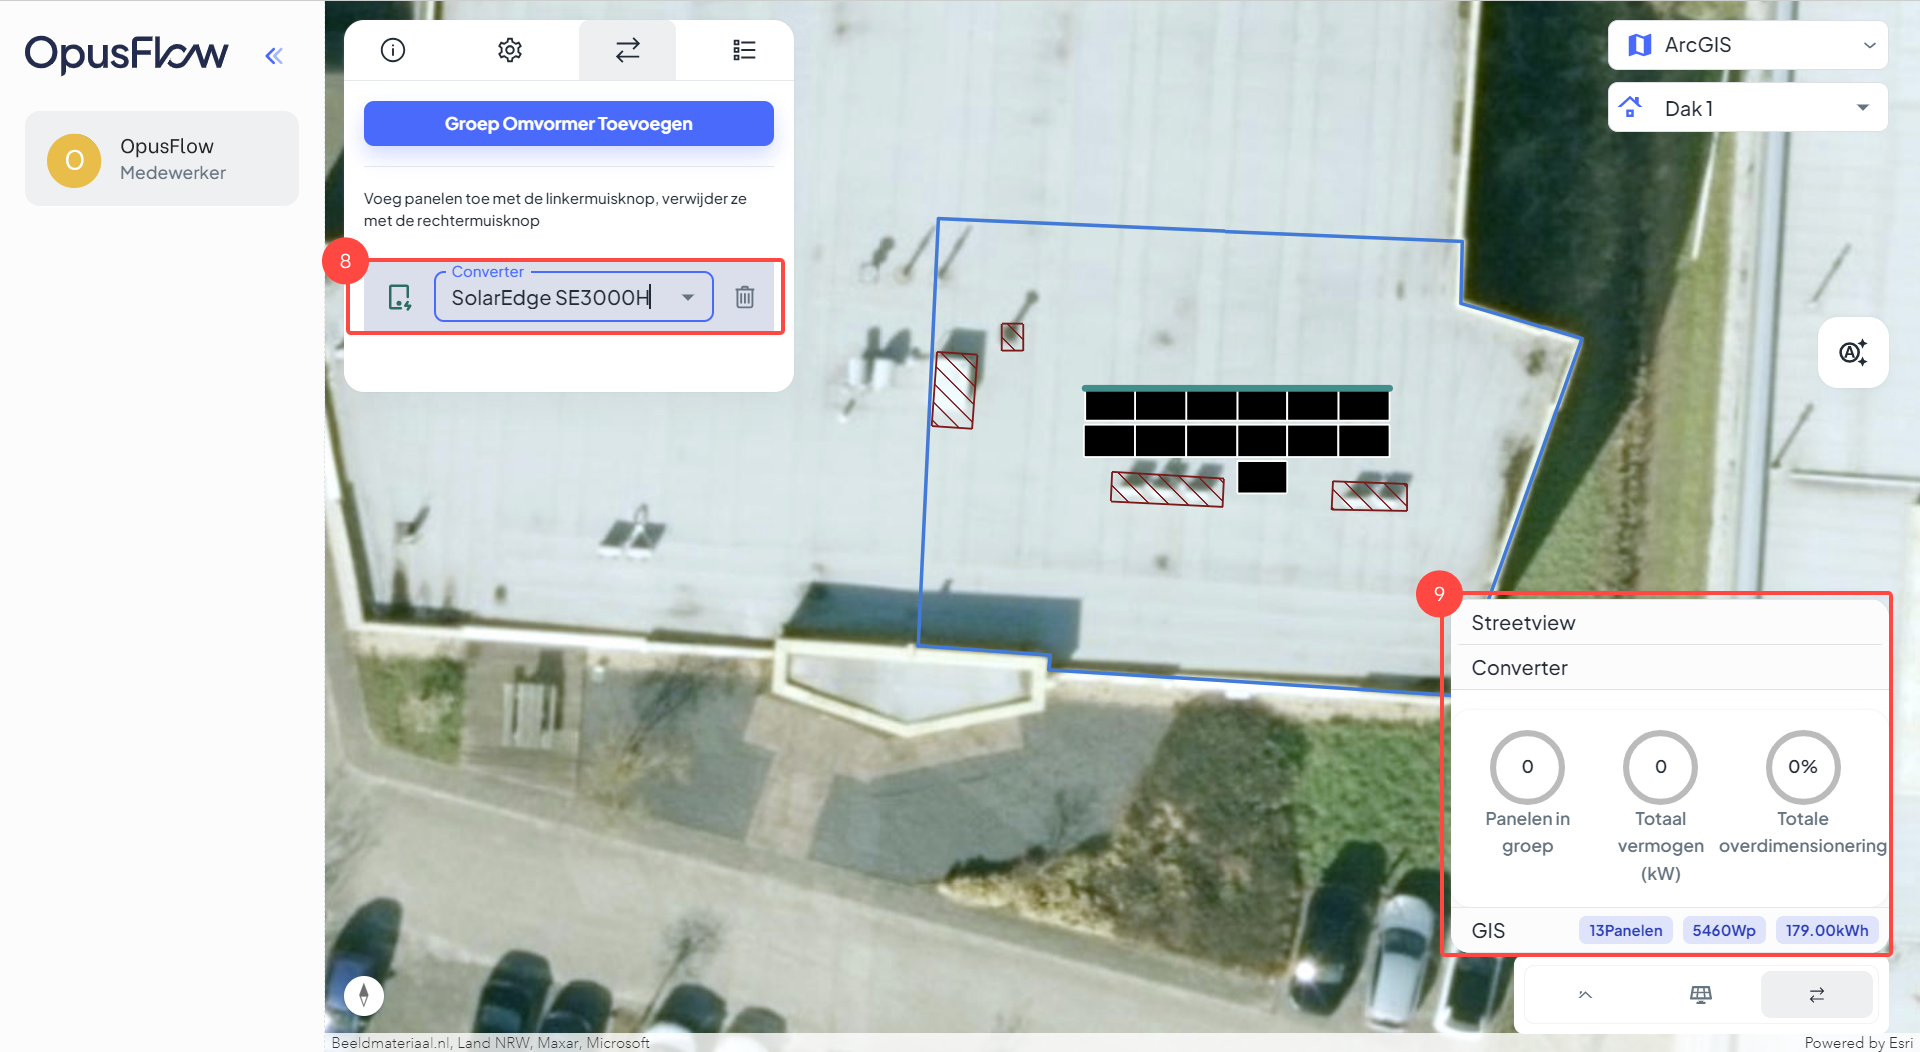 OpusFlow
O
OpusFlow
Medewerker
Groep Omvormer Toevoegen
Voeg panelen toe met de linkermuisknop, verwijder ze
met de rechtermuisknop
8
Converter
SolarEdge SE3000H
ArcGIS
Dak 1
A
9
Streetview
Converter
0
0
0%
Panelen in
groep
Totaal
vermogen
(kW)
Totale
overdimensionering
GIS
13Panelen
5460Wp
179.00kWh
Beeldmateriaal.nl, Land NRW, Maxar, Microsoft
Powered by Esri